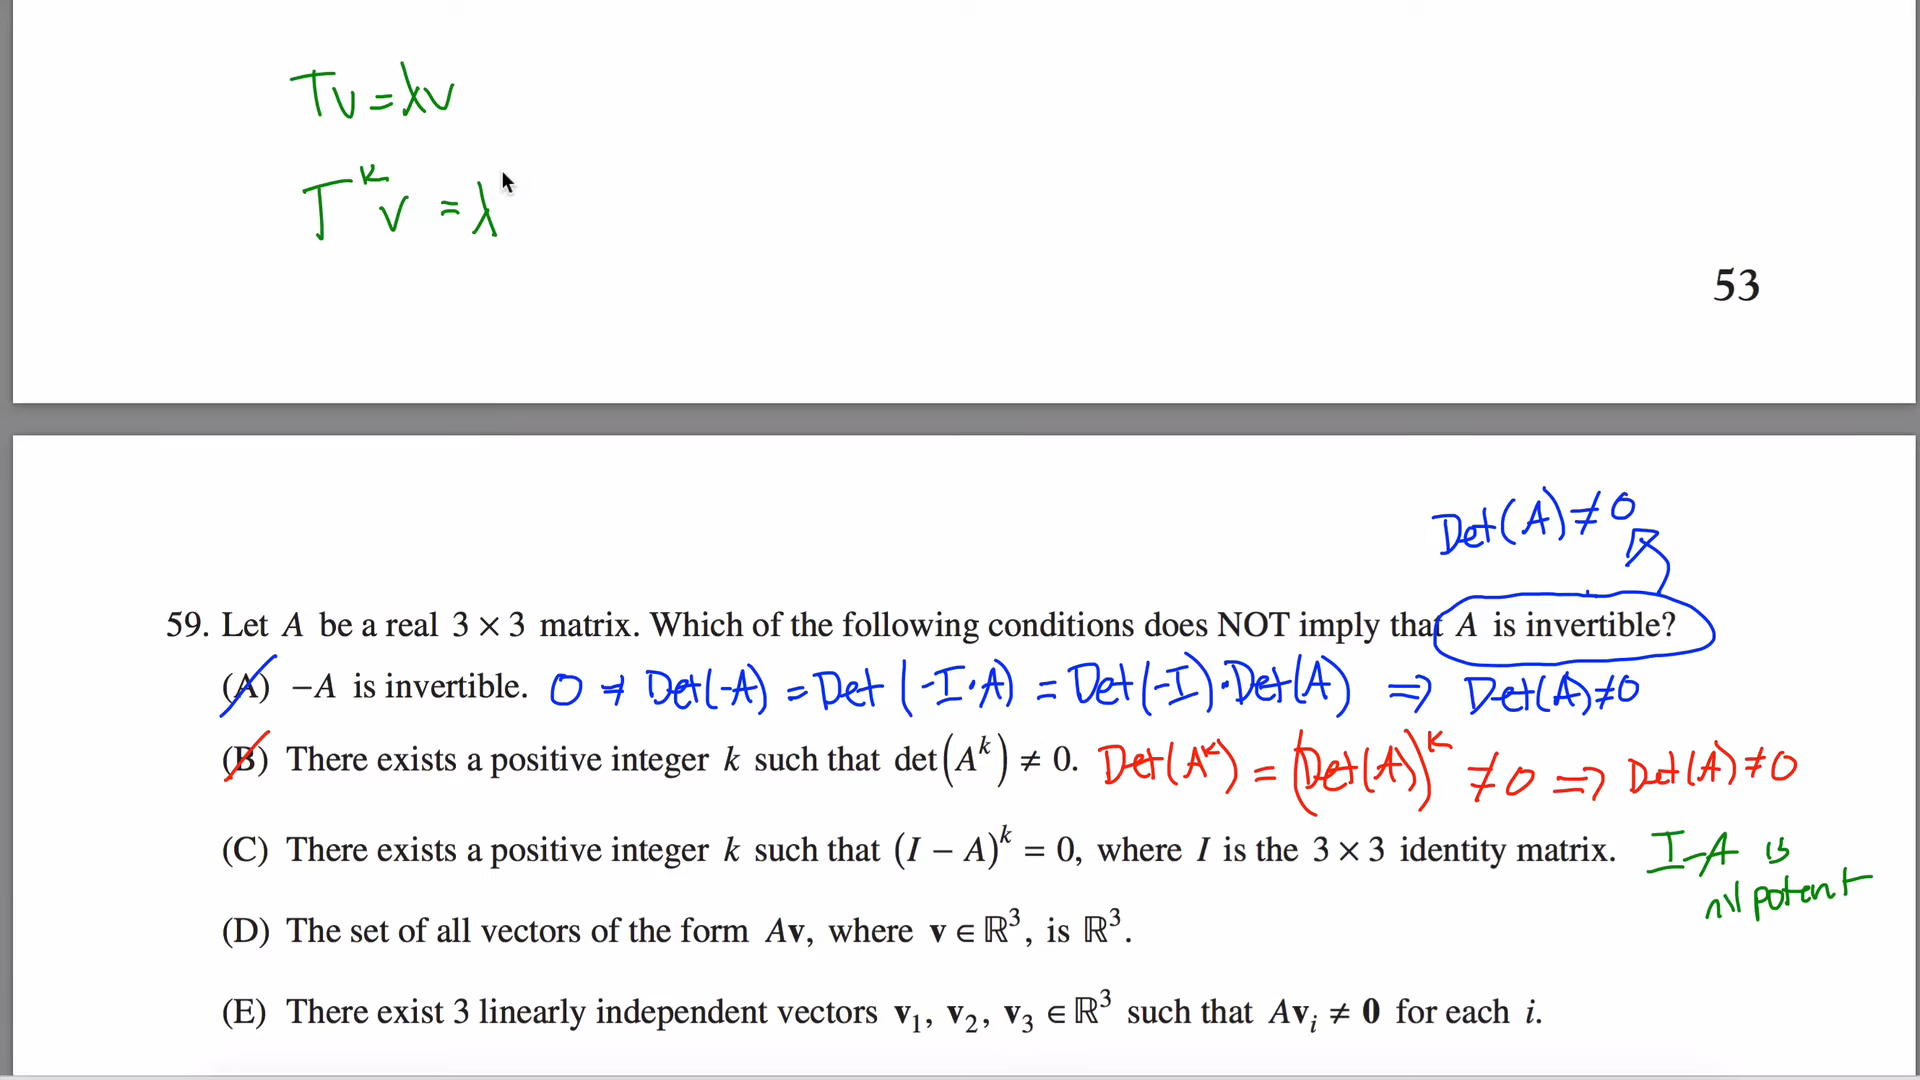 Tv = λv
T^k v = λ
53
Det(A) ≠ 0
59. Let A be a real 3 × 3 matrix. Which of the following conditions does NOT imply that A is invertible?
(A) −A is invertible. 0 ≠ Det(-A) = Det(-I·A) = Det(-I)·Det(A) ⇒ Det(A) ≠ 0
(B) There exists a positive integer k such that det(A^k) ≠ 0. Det(A^k) = (Det(A))^k ≠ 0 ⇒ Det(A) ≠ 0
(C) There exists a positive integer k such that (I − A)^k = 0, where I is the 3 × 3 identity matrix. I-A is
nilpotent
(D) The set of all vectors of the form Av, where v ∈ ℝ³, is ℝ³.
(E) There exist 3 linearly independent vectors v₁, v₂, v₃ ∈ ℝ³ such that Avᵢ ≠ 0 for each i.